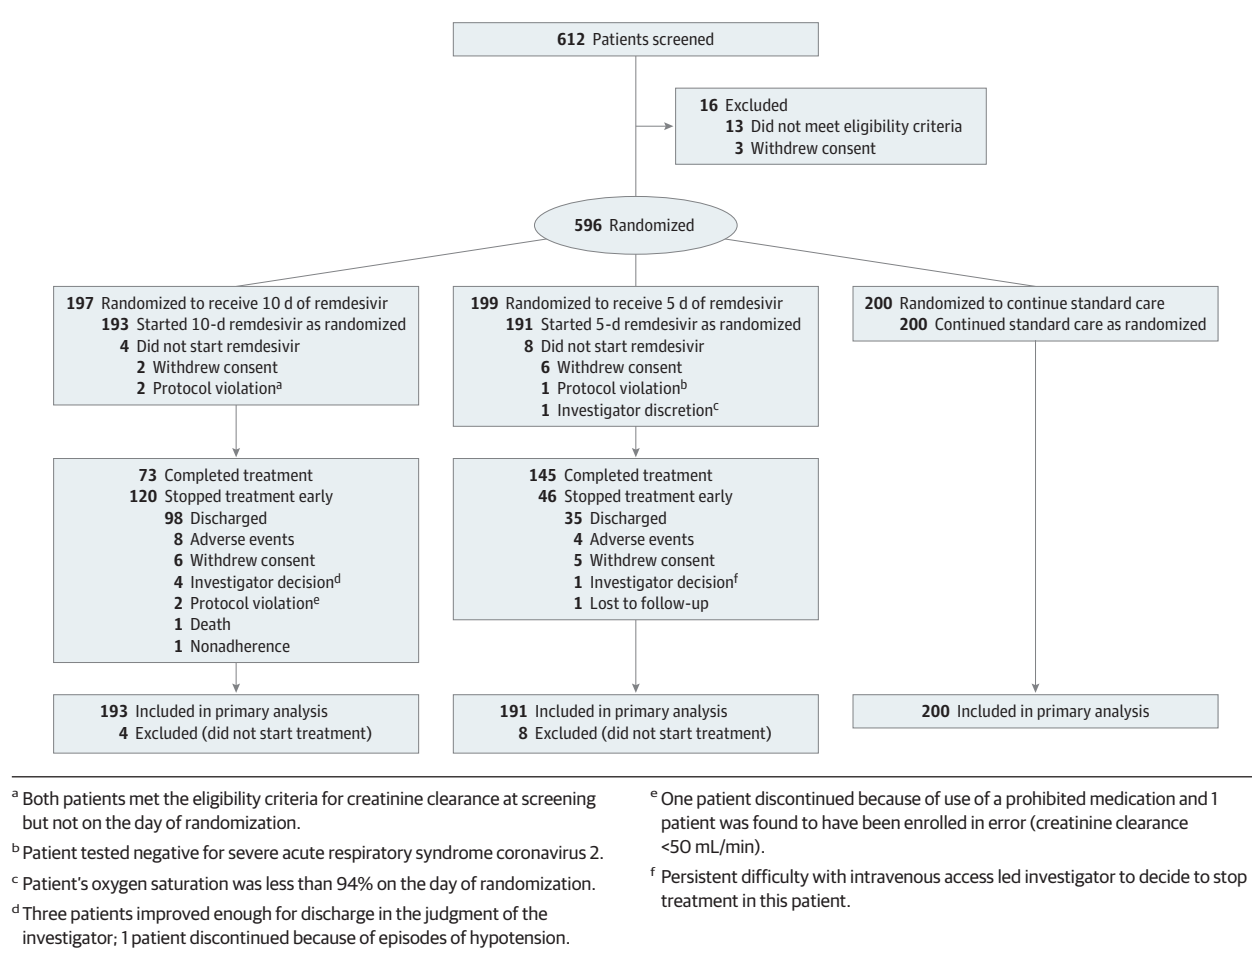 612 Patients screened
16 Excluded
13 Did not meet eligibility criteria
3 Withdrew consent
596 Randomized
197 Randomized to receive 10 d of remdesivir
193 Started 10-d remdesivir as randomized
4 Did not start remdesivir
2 Withdrew consent
2 Protocol violationᵃ
199 Randomized to receive 5 d of remdesivir
191 Started 5-d remdesivir as randomized
8 Did not start remdesivir
6 Withdrew consent
1 Protocol violationᵇ
1 Investigator discretionᶜ
200 Randomized to continue standard care
200 Continued standard care as randomized
73 Completed treatment
120 Stopped treatment early
98 Discharged
8 Adverse events
6 Withdrew consent
4 Investigator decisionᵈ
2 Protocol violationᵉ
1 Death
1 Nonadherence
145 Completed treatment
46 Stopped treatment early
35 Discharged
4 Adverse events
5 Withdrew consent
1 Investigator decisionᶠ
1 Lost to follow-up
193 Included in primary analysis
4 Excluded (did not start treatment)
191 Included in primary analysis
8 Excluded (did not start treatment)
200 Included in primary analysis
ᵃ Both patients met the eligibility criteria for creatinine clearance at screening
but not on the day of randomization.
ᵇ Patient tested negative for severe acute respiratory syndrome coronavirus 2.
ᶜ Patient's oxygen saturation was less than 94% on the day of randomization.
ᵈ Three patients improved enough for discharge in the judgment of the
investigator; 1 patient discontinued because of episodes of hypotension.
ᵉ One patient discontinued because of use of a prohibited medication and 1
patient was found to have been enrolled in error (creatinine clearance
<50 mL/min).
ᶠ Persistent difficulty with intravenous access led investigator to decide to stop
treatment in this patient.